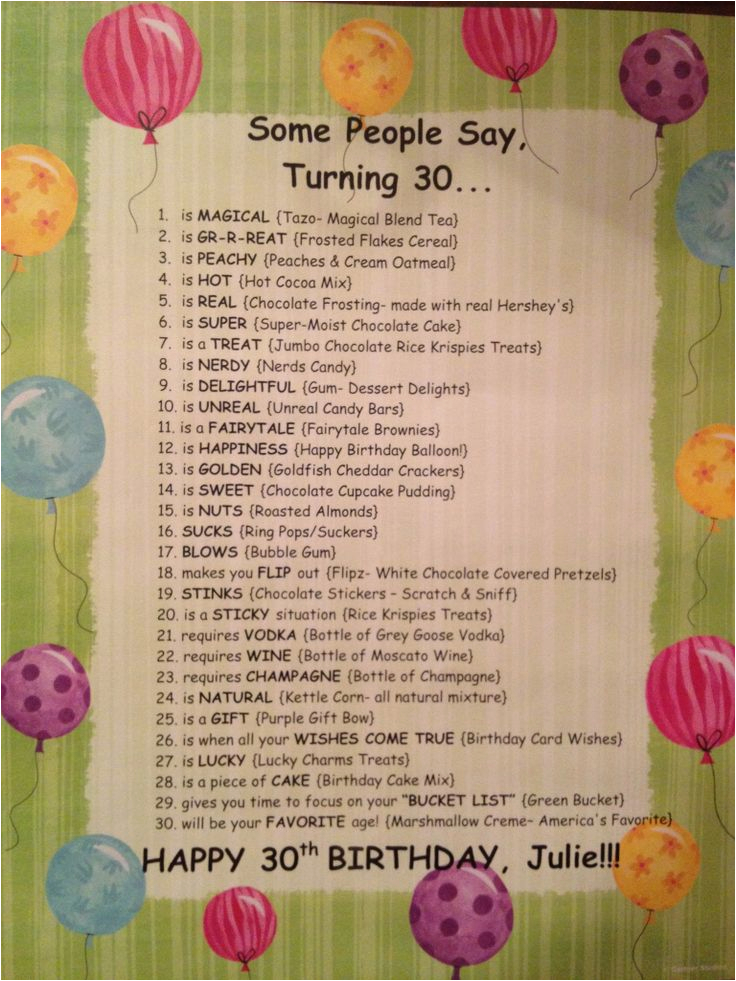 Some People Say,
Turning 30...
1. is MAGICAL {Tazo- Magical Blend Tea}
2. is GR-R-REAT {Frosted Flakes Cereal}
3. is PEACHY {Peaches & Cream Oatmeal}
4. is HOT {Hot Cocoa Mix}
5. is REAL {Chocolate Frosting- made with real Hershey's}
6. is SUPER {Super-Moist Chocolate Cake}
7. is a TREAT {Jumbo Chocolate Rice Krispies Treats}
8. is NERDY {Nerds Candy}
9. is DELIGHTFUL {Gum- Dessert Delights}
10. is UNREAL {Unreal Candy Bars}
11. is a FAIRYTALE {Fairytale Brownies}
12. is HAPPINESS {Happy Birthday Balloon!}
13. is GOLDEN {Goldfish Cheddar Crackers}
14. is SWEET {Chocolate Cupcake Pudding}
15. is NUTS {Roasted Almonds}
16. SUCKS {Ring Pops/Suckers}
17. BLOWS {Bubble Gum}
18. makes you FLIP out {Flipz- White Chocolate Covered Pretzels}
19. STINKS {Chocolate Stickers - Scratch & Sniff}
20. is a STICKY situation {Rice Krispies Treats}
21. requires VODKA {Bottle of Grey Goose Vodka}
22. requires WINE {Bottle of Moscato Wine}
23. requires CHAMPAGNE {Bottle of Champagne}
24. is NATURAL {Kettle Corn- all natural mixture}
25. is a GIFT {Purple Gift Bow}
26. is when all your WISHES COME TRUE {Birthday Card Wishes}
27. is LUCKY {Lucky Charms Treats}
28. is a piece of CAKE {Birthday Cake Mix}
29. gives you time to focus on your "BUCKET LIST" {Green Bucket}
30. will be your FAVORITE age! {Marshmallow Creme- America's Favorite}
HAPPY 30th BIRTHDAY, Julie!!!